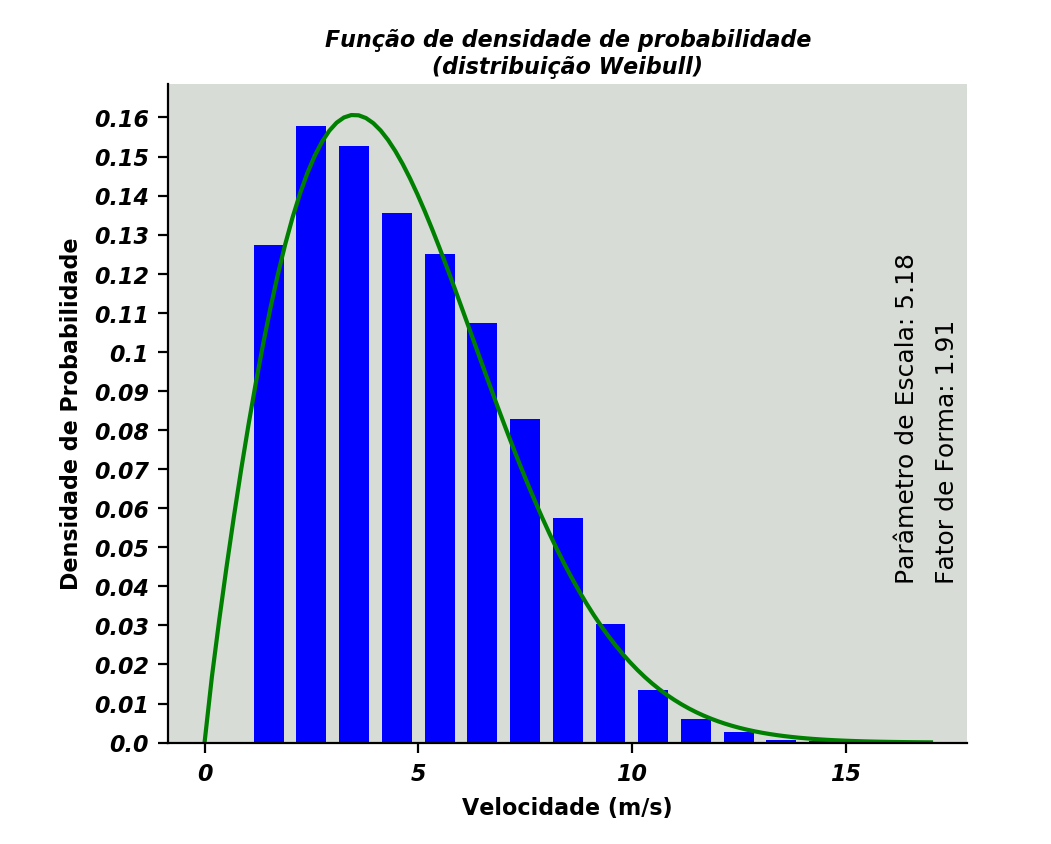 Função de densidade de probabilidade
(distribuição Weibull)
Densidade de Probabilidade
0.16
0.15
0.14
0.13
0.12
0.11
0.1
0.09
0.08
0.07
0.06
0.05
0.04
0.03
0.02
0.01
0.0
Parâmetro de Escala: 5.18
Fator de Forma: 1.91
0 5 10 15
Velocidade (m/s)